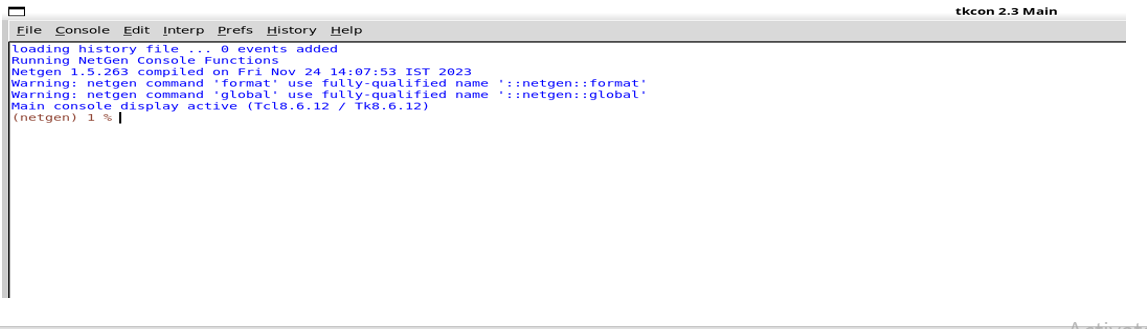 tkcon 2.3 Main
File Console Edit Interp Prefs History Help
loading history file ... 0 events added
Running NetGen Console Functions
Netgen 1.5.263 compiled on Fri Nov 24 14:07:53 IST 2023
Warning: netgen command 'format' use fully-qualified name '::netgen::format'
Warning: netgen command 'global' use fully-qualified name '::netgen::global'
Main console display active (Tcl8.6.12 / Tk8.6.12)
(netgen) 1 %